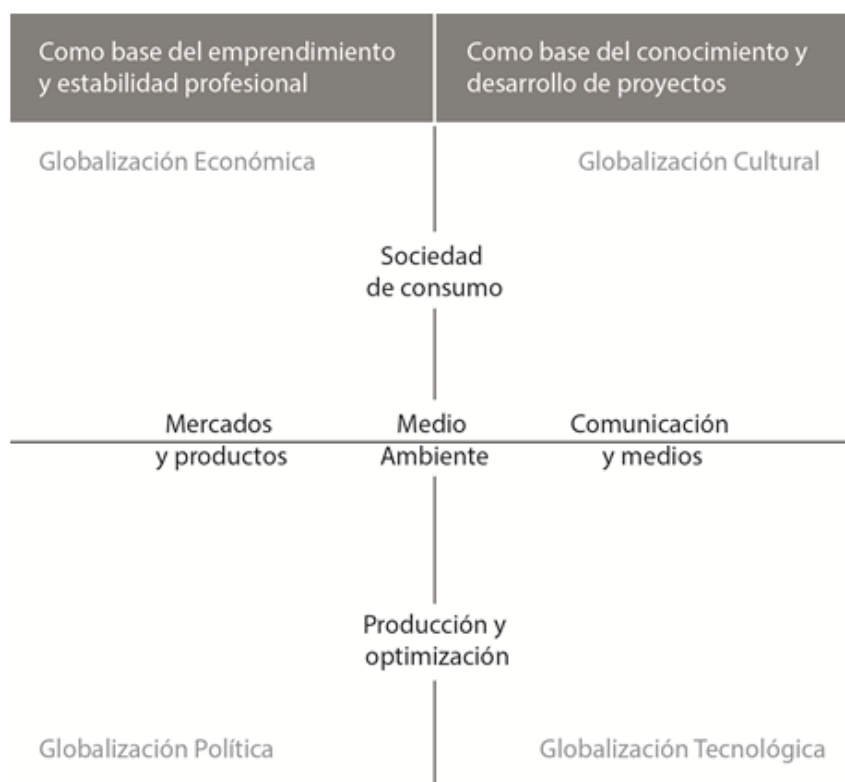 Como base del emprendimiento
y estabilidad profesional
Como base del conocimiento y
desarrollo de proyectos
Globalización Económica
Globalización Cultural
Sociedad
de consumo
Mercados
y productos
Medio
Ambiente
Comunicación
y medios
Producción y
optimización
Globalización Política
Globalización Tecnológica